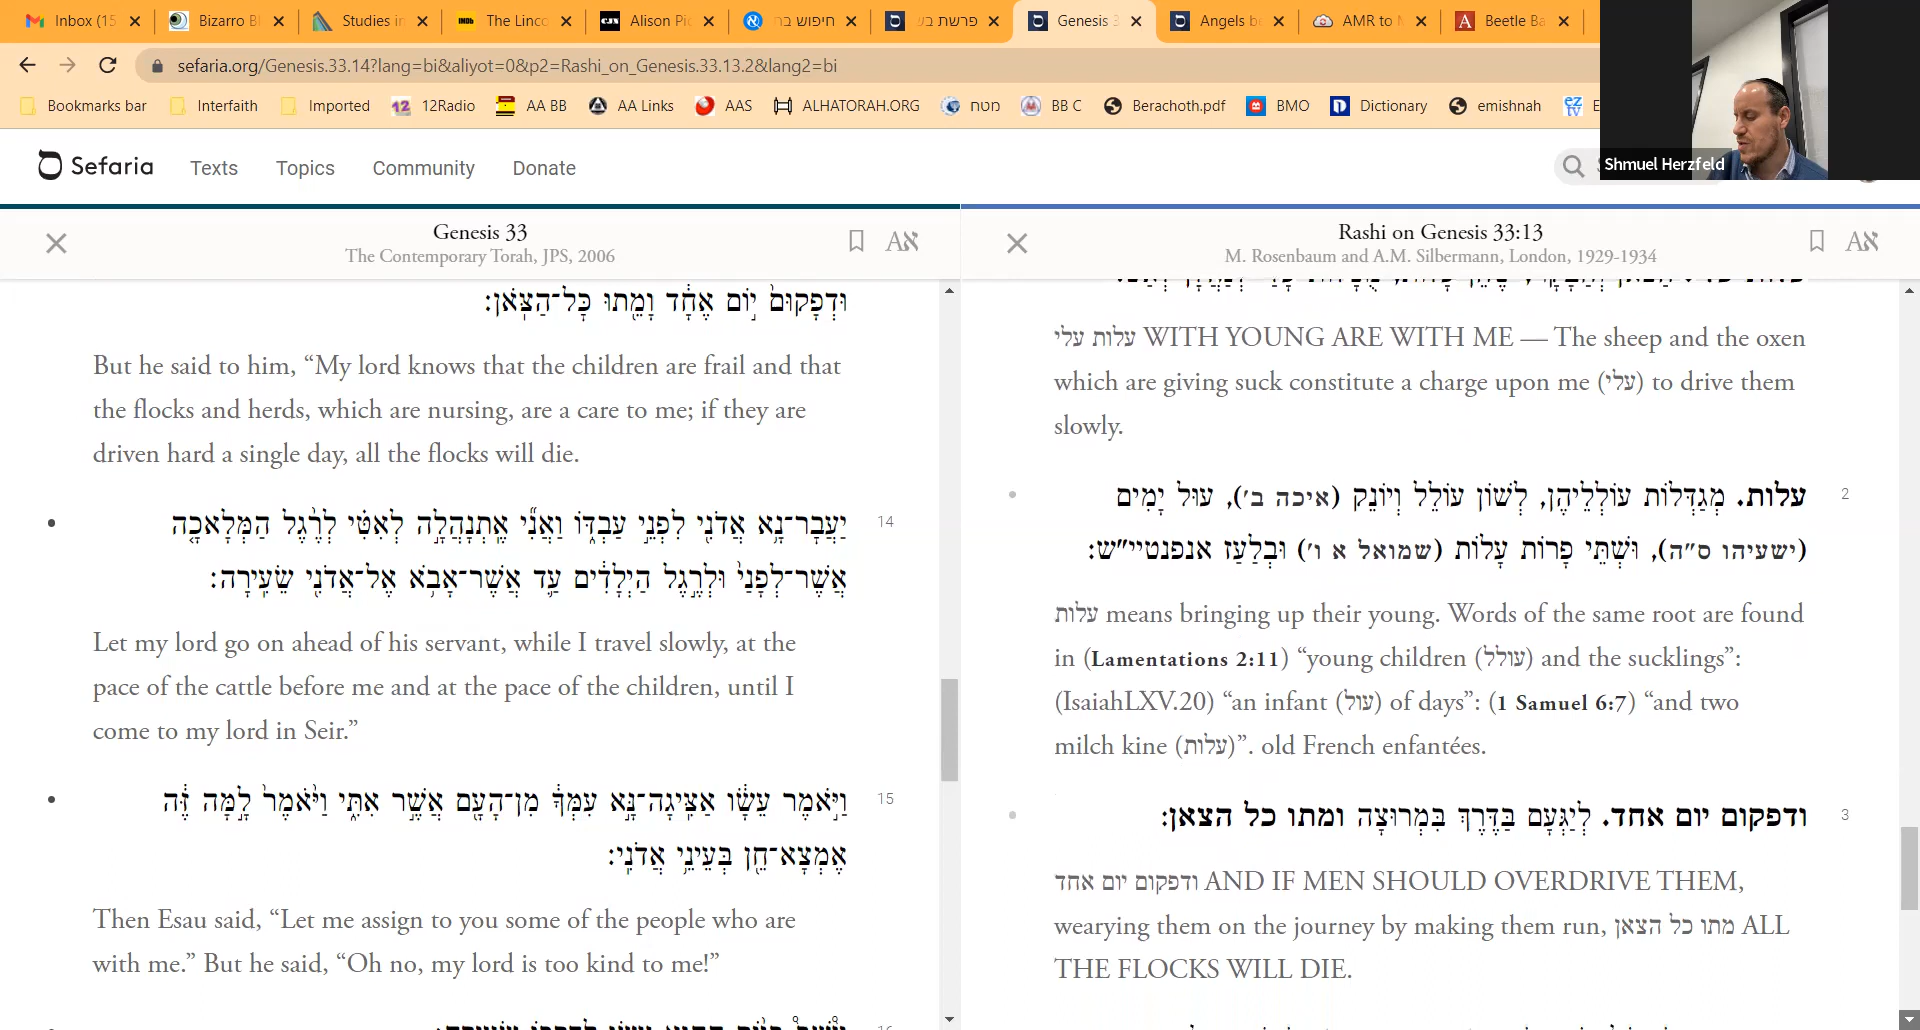 Inbox (15
Bizarro Bl
Studies in
The Linco
Alison Pic
חיפוש בה
פרשת בש
Genesis 3
Angels b
AMR to M
Beetle Ba
sefaria.org/Genesis.33.14?lang=bi&aliyot=0&p2=Rashi_on_Genesis.33.13.2&lang2=bi
Bookmarks bar
Interfaith
Imported
12Radio
AA BB
AA Links
AAS
ALHATORAH.ORG
מטח
BB C
Berachoth.pdf
BMO
Dictionary
emishnah
Shmuel Herzfeld
Sefaria
Texts
Topics
Community
Donate
Genesis 33
The Contemporary Torah, JPS, 2006
וּדְפָקוּם֙ י֣וֹם אֶחָ֔ד וָמֵ֖תוּ כׇּל־הַצֹּֽאן׃
But he said to him, “My lord knows that the children are frail and that
the flocks and herds, which are nursing, are a care to me; if they are
driven hard a single day, all the flocks will die.
14
יַעֲבׇר־נָ֥א אֲדֹנִ֖י לִפְנֵ֣י עַבְדּ֑וֹ וַאֲנִ֞י אֶֽתְנָהֲלָ֣ה לְאִטִּ֗י לְרֶ֨גֶל הַמְּלָאכָ֤ה
אֲשֶׁר־לְפָנַי֙ וּלְרֶ֣גֶל הַיְלָדִ֔ים עַ֛ד אֲשֶׁר־אָבֹ֥א אֶל־אֲדֹנִ֖י שֵׂעִֽירָה׃
Let my lord go on ahead of his servant, while I travel slowly, at the
pace of the cattle before me and at the pace of the children, until I
come to my lord in Seir.”
15
וַיֹּ֣אמֶר עֵשָׂ֔ו אַצִּֽיגָה־נָּ֣א עִמְּךָ֔ מִן־הָעָ֖ם אֲשֶׁ֣ר אִתִּ֑י וַיֹּ֙אמֶר֙ לָ֣מָּה זֶּ֔ה
אֶמְצָא־חֵ֖ן בְּעֵינֵ֥י אֲדֹנִֽי׃
Then Esau said, “Let me assign to you some of the people who are
with me.” But he said, “Oh no, my lord is too kind to me!”
Rashi on Genesis 33:13
M. Rosenbaum and A.M. Silbermann, London, 1929-1934
עלות עלי WITH YOUNG ARE WITH ME — The sheep and the oxen
which are giving suck constitute a charge upon me (עלי) to drive them
slowly.
2
עלות. מְגַדְּלוֹת עוֹלְלֵיהֶן, לְשׁוֹן עוֹלֵל וְיוֹנֵק (איכה ב'), עוּל יָמִים
(ישעיהו ס"ה), וּשְׁתֵּי פָרוֹת עָלוֹת (שמואל א ו') וּבְלַעַז אנפנטיי"ש:
עלות means bringing up their young. Words of the same root are found
in (Lamentations 2:11) “young children (עולל) and the sucklings”:
(IsaiahLXV.20) “an infant (עול) of days”: (1 Samuel 6:7) “and two
milch kine (עלות)”. old French enfantées.
3
ודפקום יום אחד. לְיַגְּעָם בַּדֶּרֶךְ בִּמְרוּצָה ומתו כל הצאן:
ודפקום יום אחד AND IF MEN SHOULD OVERDRIVE THEM,
wearying them on the journey by making them run, מתו כל הצאן ALL
THE FLOCKS WILL DIE.